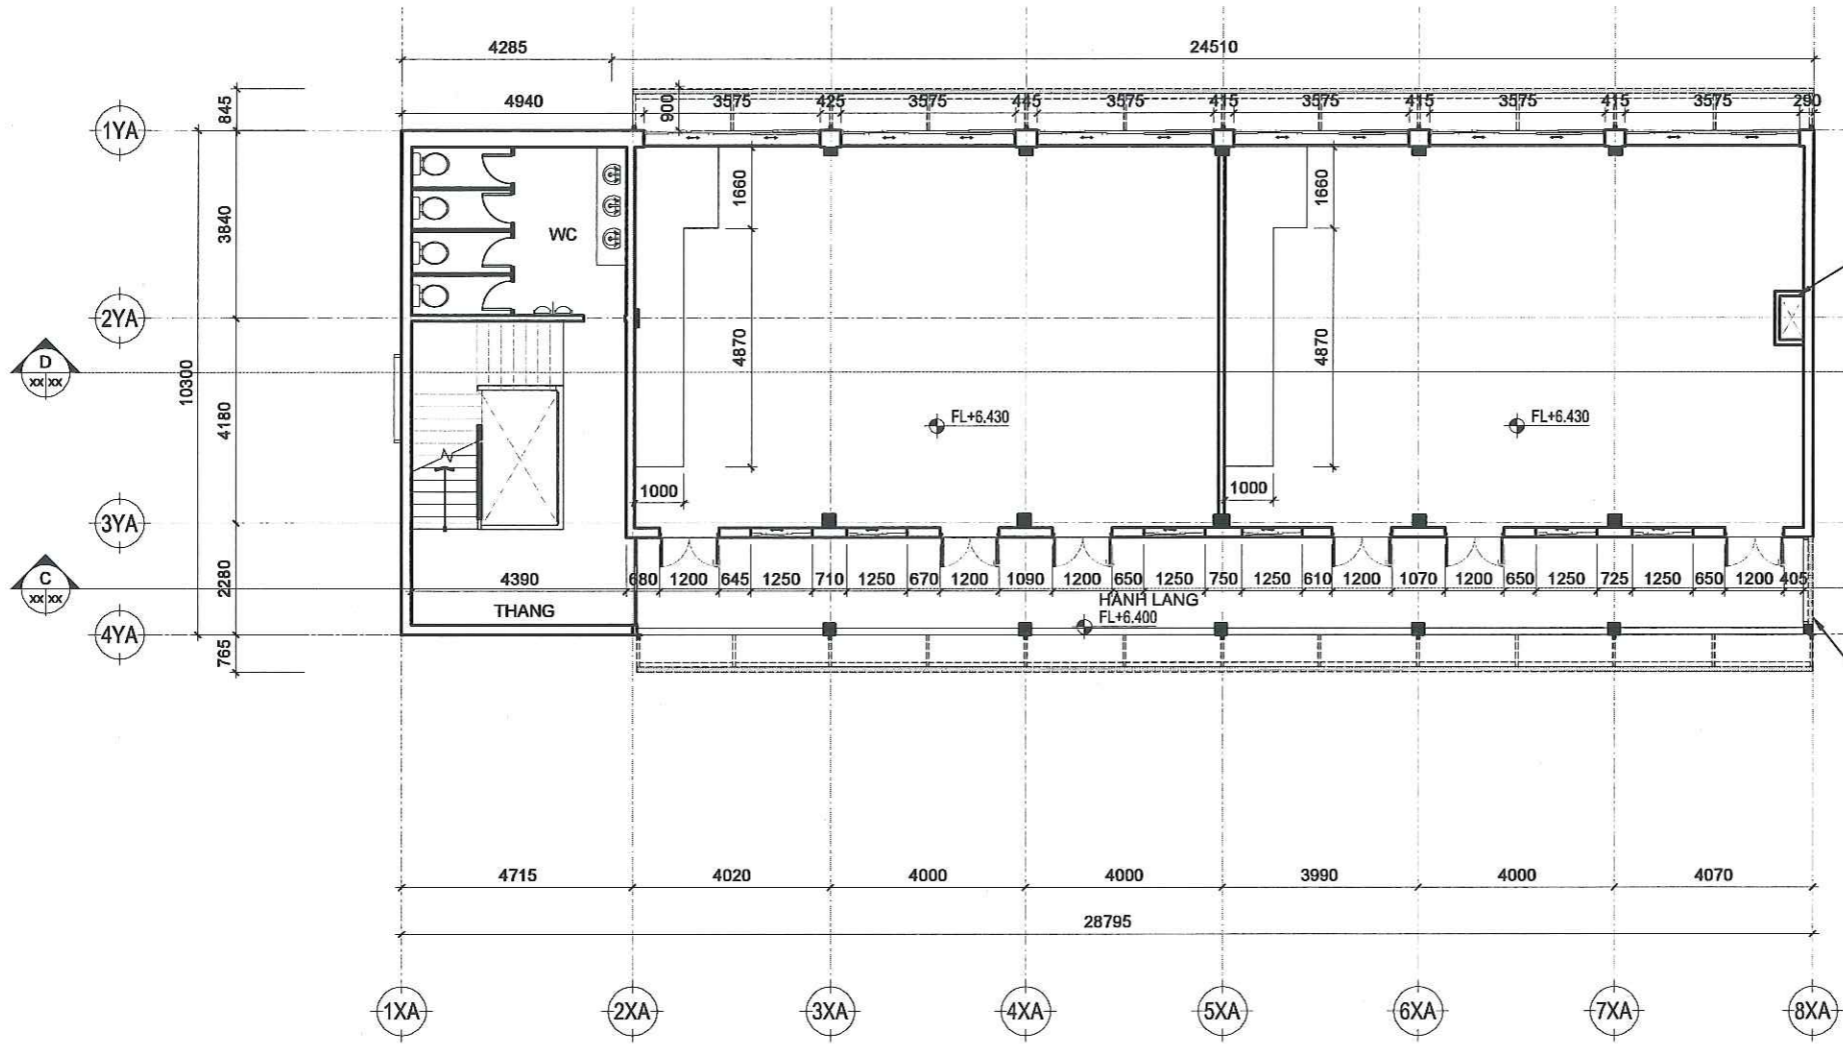 4285 24510
845 4940 900 3575 425 3575 445 3575 415 3575 415 3575 415 3575 290
1YA
1660 1660
3840 WC
2YA
D
XX XX
10300 4870 4870
4180
FL+6.430 FL+6.430
1000 1000
3YA
C
XX XX
2280 4390 680 1200 645 1250 710 1250 670 1200 1090 1200 650 1250 750 1250 610 1200 1070 1200 650 1250 725 1250 650 1200 405
THANG HÀNH LANG
FL+6.400
4YA
765
4715 4020 4000 4000 3990 4000 4070
28795
1XA 2XA 3XA 4XA 5XA 6XA 7XA 8XA